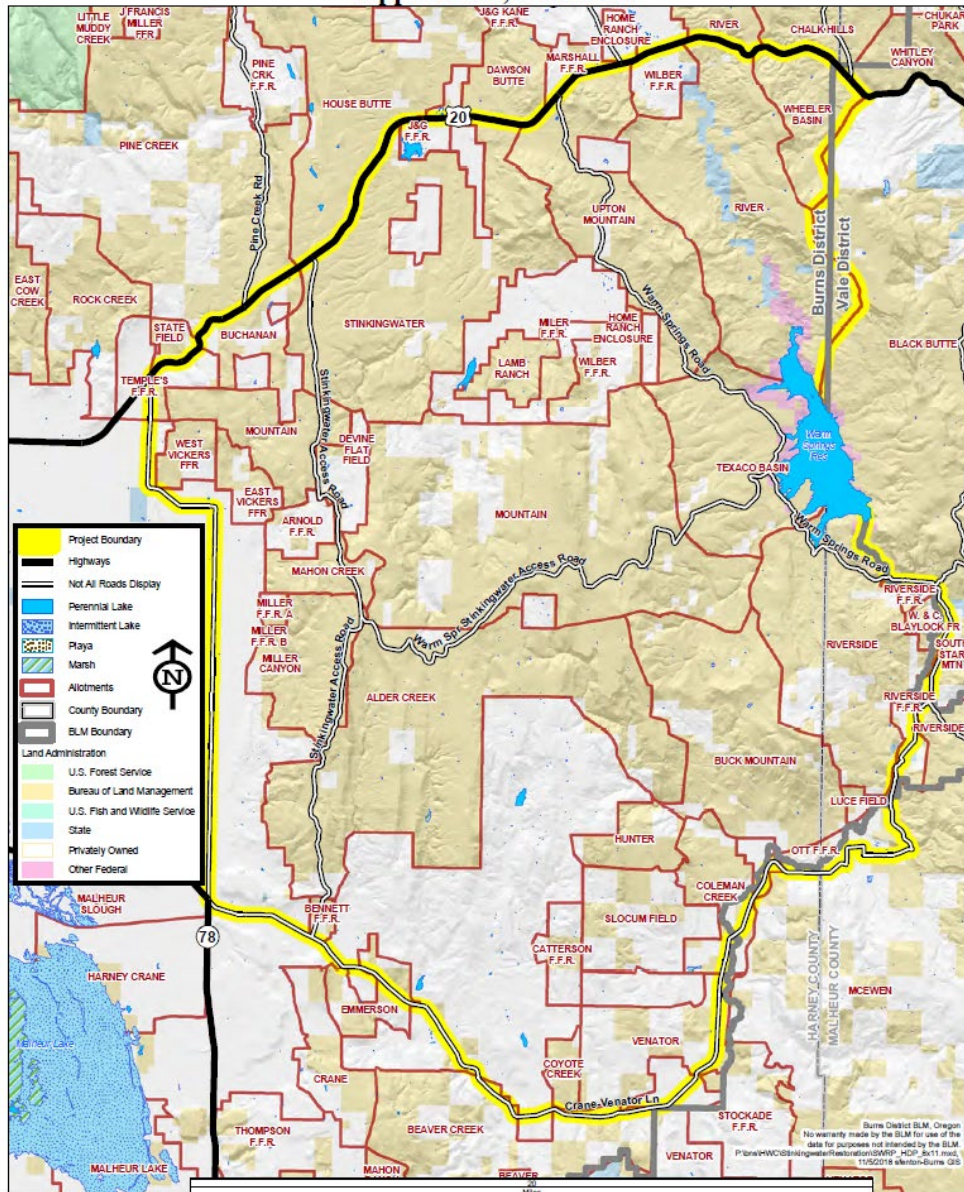 LITTLE
MUDDY
CREEK
J FRANCIS
MILLER
FFR
J&G KANE
F.F.R.
HOME
RANCH
ENCLOSURE
RIVER
CHALK HILLS
CHUKAR
PARK
PINE
CRK.
F.F.R.
MARSHALL
F.F.R.
DAWSON
BUTTE
WILBER
F.F.R.
WHITLEY
CANYON
HOUSE BUTTE
WHEELER
BASIN
20
J&G
F.F.R.
PINE CREEK
Pine Creek Rd
UPTON
MOUNTAIN
RIVER
Burns District
Vale District
EAST
COW
CREEK
ROCK CREEK
STATE
FIELD
BUCHANAN
STINKINGWATER
MILER
F.F.R.
HOME
RANCH
ENCLOSURE
Warm Springs Road
BLACK BUTTE
LAMB
RANCH
WILBER
F.F.R.
TEMPLE'S
F.F.R.
Stinkingwater Access Road
WEST
VICKERS
FFR
MOUNTAIN
DEVINE
FLAT
FIELD
Warm
Springs
Res
TEXACO BASIN
EAST
VICKERS
FFR
ARNOLD
F.F.R.
MOUNTAIN
Warm Springs Road
MAHON CREEK
Warm Spr Stinkingwater Access Road
RIVERSIDE
F.F.R.
W. & C.
BLAYLOCK FR
MILLER
F.F.R. A
MILLER
F.F.R. B
MILLER
CANYON
RIVERSIDE
SOUTH
STAR
MTN
Stinkingwater Access Road
ALDER CREEK
RIVERSIDE
F.F.R.
RIVERSIDE
BUCK MOUNTAIN
LUCE FIELD
HUNTER
OTT F.F.R.
COLEMAN
CREEK
Project Boundary
Highways
Not All Roads Display
Perennial Lake
Intermittent Lake
Playa
Marsh
Allotments
County Boundary
BLM Boundary
Land Administration
U.S. Forest Service
Bureau of Land Management
U.S. Fish and Wildlife Service
State
Privately Owned
Other Federal
N
MALHEUR
SLOUGH
BENNETT
F.F.R.
SLOCUM FIELD
78
CATTERSON
F.F.R.
HARNEY CRANE
HARNEY COUNTY
MALHEUR COUNTY
MCEWEN
EMMERSON
Malheur Lake
VENATOR
COYOTE
CREEK
CRANE
Crane-Venator Ln
THOMPSON
F.F.R.
BEAVER CREEK
STOCKADE
F.F.R.
VENATOR
MALHEUR LAKE
MAHON
BEAVER
VENATOR
Burns District BLM, Oregon
No warranty made by the BLM for use of the
data for purposes not intended by the BLM.
11/5/2018
20
Miles